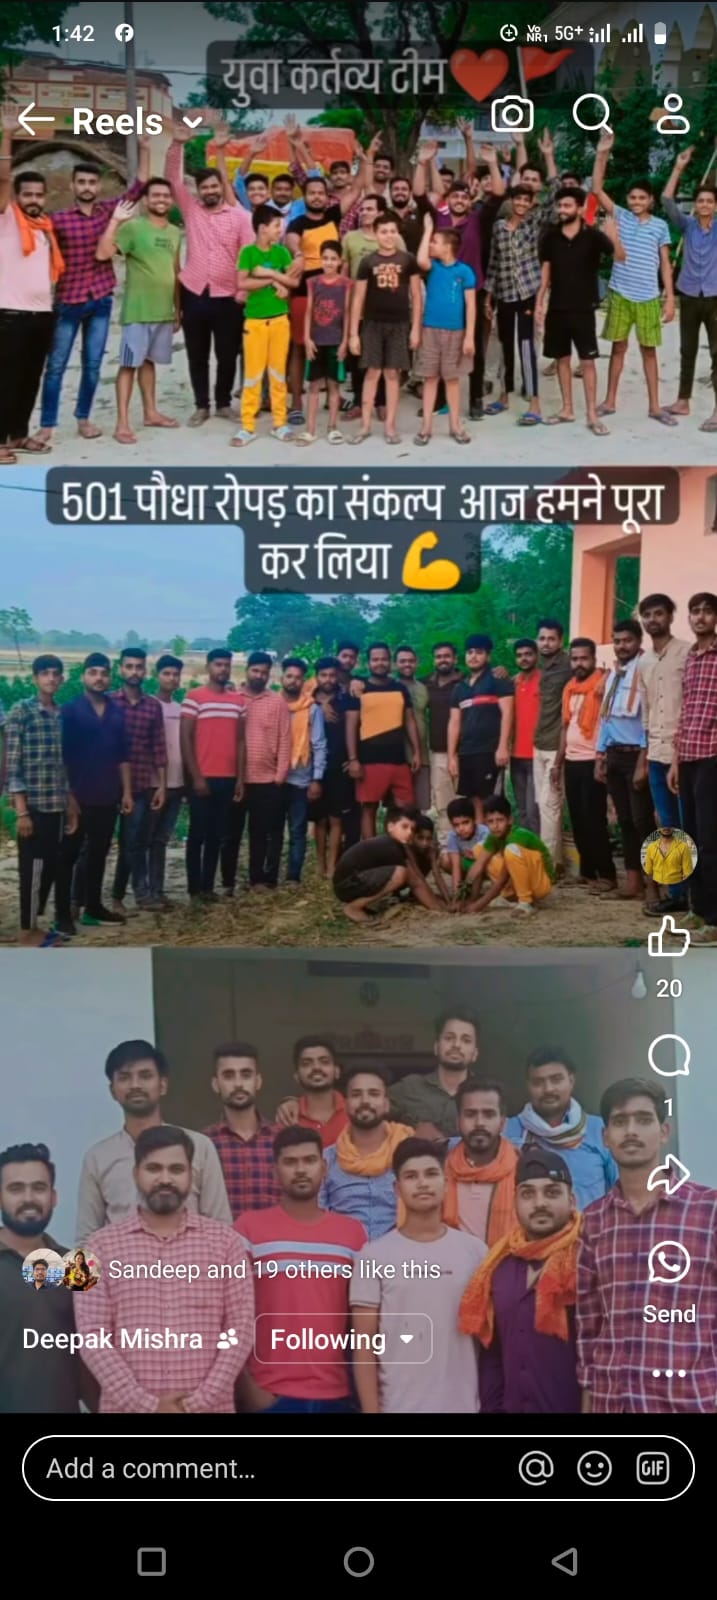 1:42
Vo
NR1
5G+
युवा कर्तव्य टीम❤️🚩
Reels
501 पौधा रोपड़ का संकल्प आज हमने पूरा
कर लिया 💪
20
1
Sandeep and 19 others like this
Send
Deepak Mishra
Following
Add a comment...
GIF